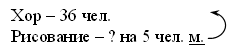 Хор – 36 чел.
Рисование – ? на 5 чел. м.